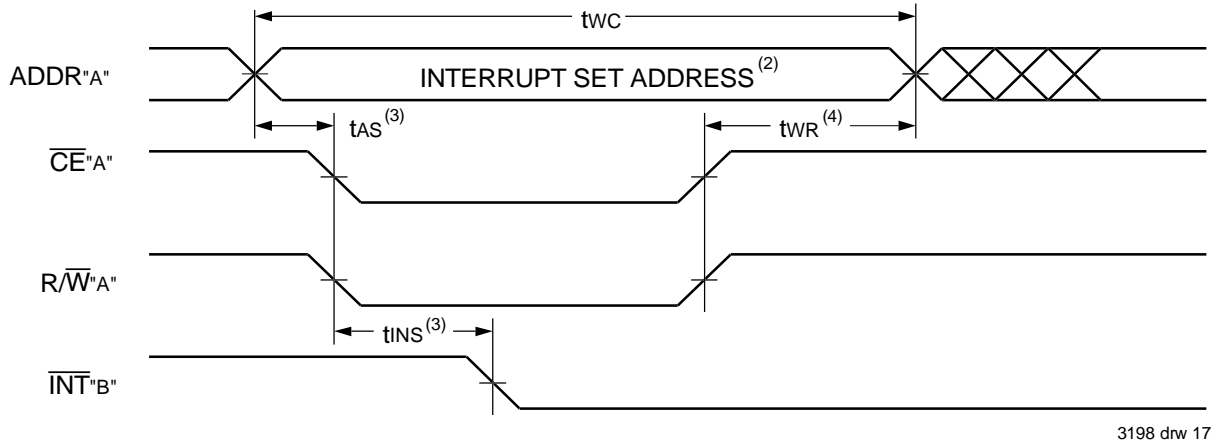 tWC
ADDR"A"
INTERRUPT SET ADDRESS(2)
tAS(3)
tWR(4)
CE"A"
R/W"A"
tINS(3)
INT"B"
3198 drw 17